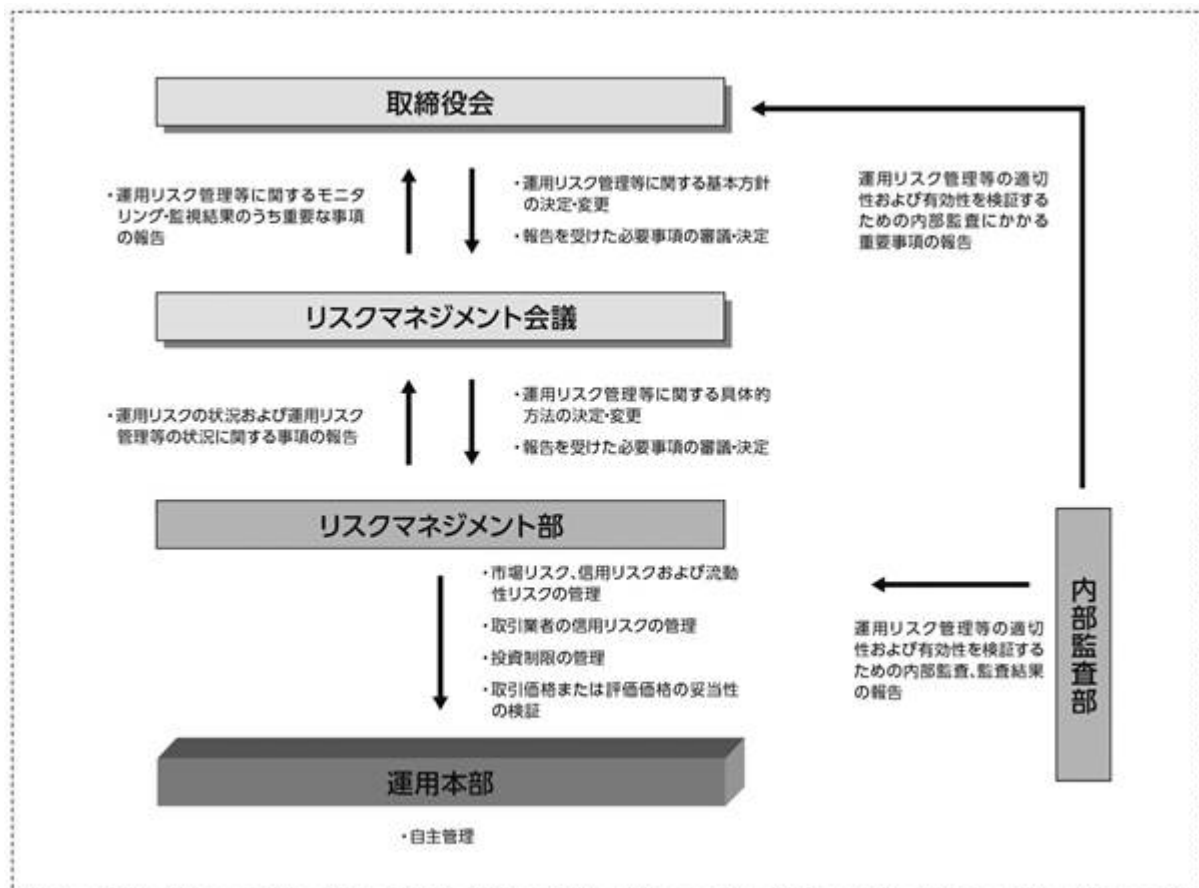 取締役会
・運用リスク管理等に関するモニタ
リング・監視結果のうち重要な事項
の報告
・運用リスク管理等に関する基本方針
の決定・変更
・報告を受けた必要事項の審議・決定
運用リスク管理等の適切
性および有効性を検証す
るための内部監査にかかる
重要事項の報告
リスクマネジメント会議
・運用リスクの状況および運用リスク
管理等の状況に関する事項の報告
・運用リスク管理等に関する具体的
方法の決定・変更
・報告を受けた必要事項の審議・決定
リスクマネジメント部
・市場リスク、信用リスクおよび流動
性リスクの管理
・取引業者の信用リスクの管理
・投資制限の管理
・取引価格または評価価格の妥当性
の検証
運用リスク管理等の適切
性および有効性を検証する
ための内部監査、監査結果
の報告
内部監査部
運用本部
・自主管理